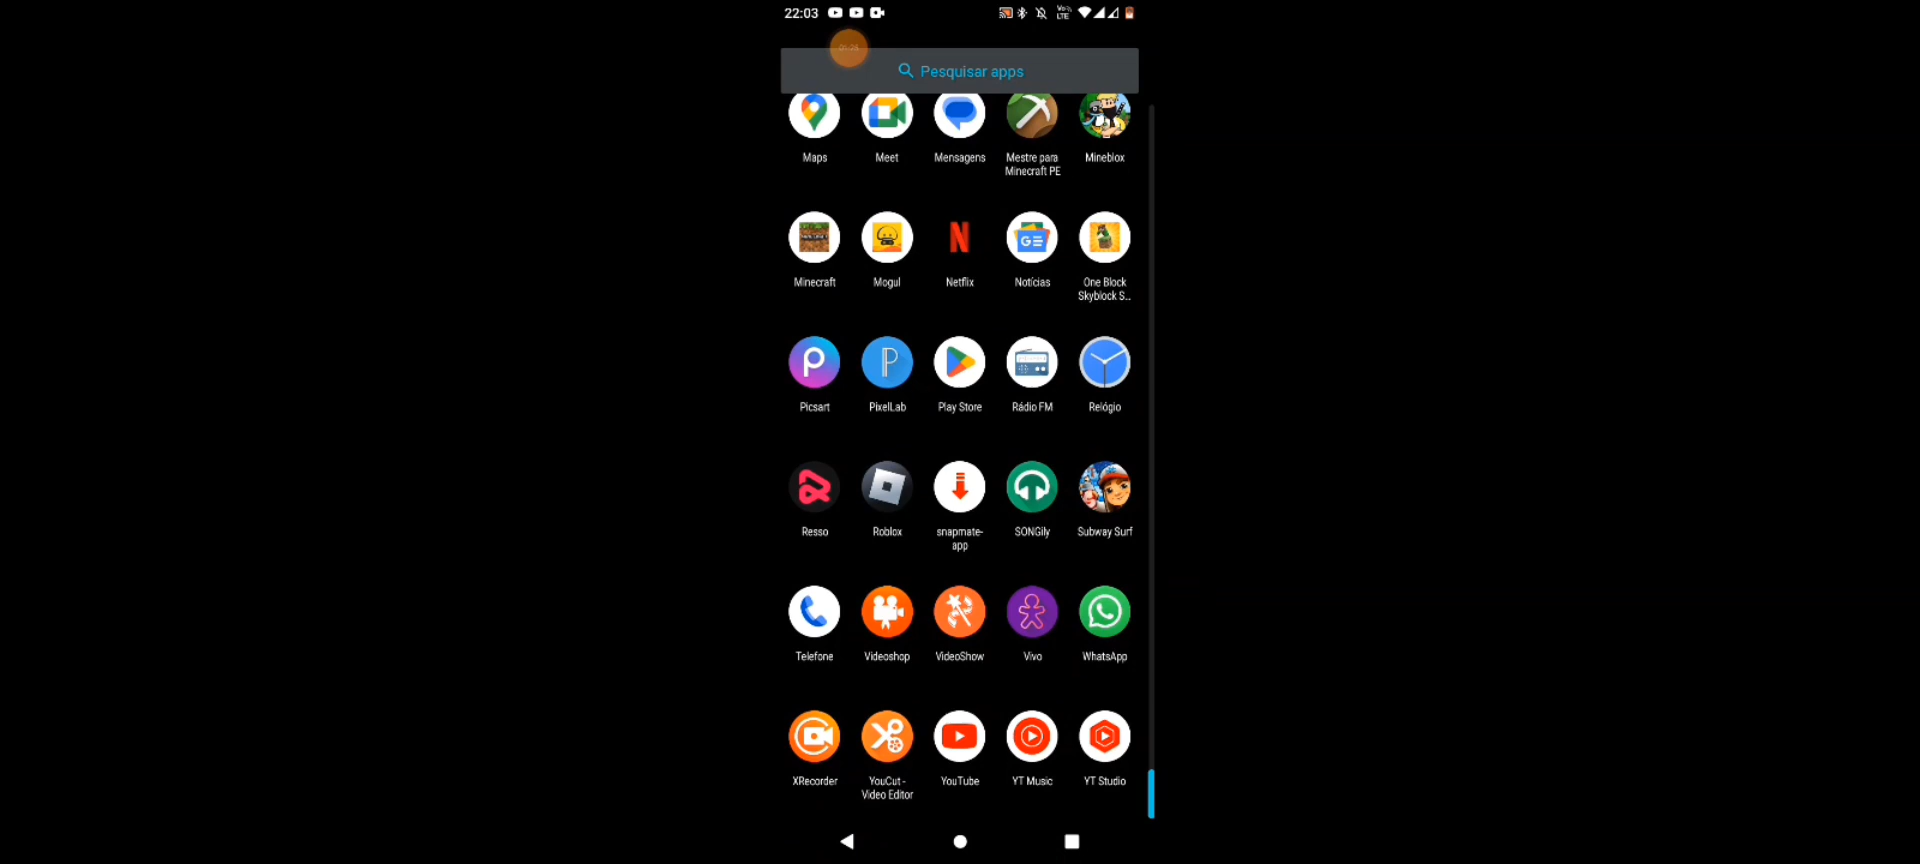 22:03
Vo))
LTE
Pesquisar apps
Maps
Meet
Mensagens
Mestre para
Minecraft PE
Mineblox
Minecraft
Mogul
Netflix
Notícias
One Block
Skyblock S..
Picsart
PixelLab
Play Store
Rádio FM
Relógio
Resso
Roblox
snapmate-
app
SONGily
Subway Surf
Telefone
Videoshop
VideoShow
Vivo
WhatsApp
XRecorder
YouCut -
Video Editor
YouTube
YT Music
YT Studio